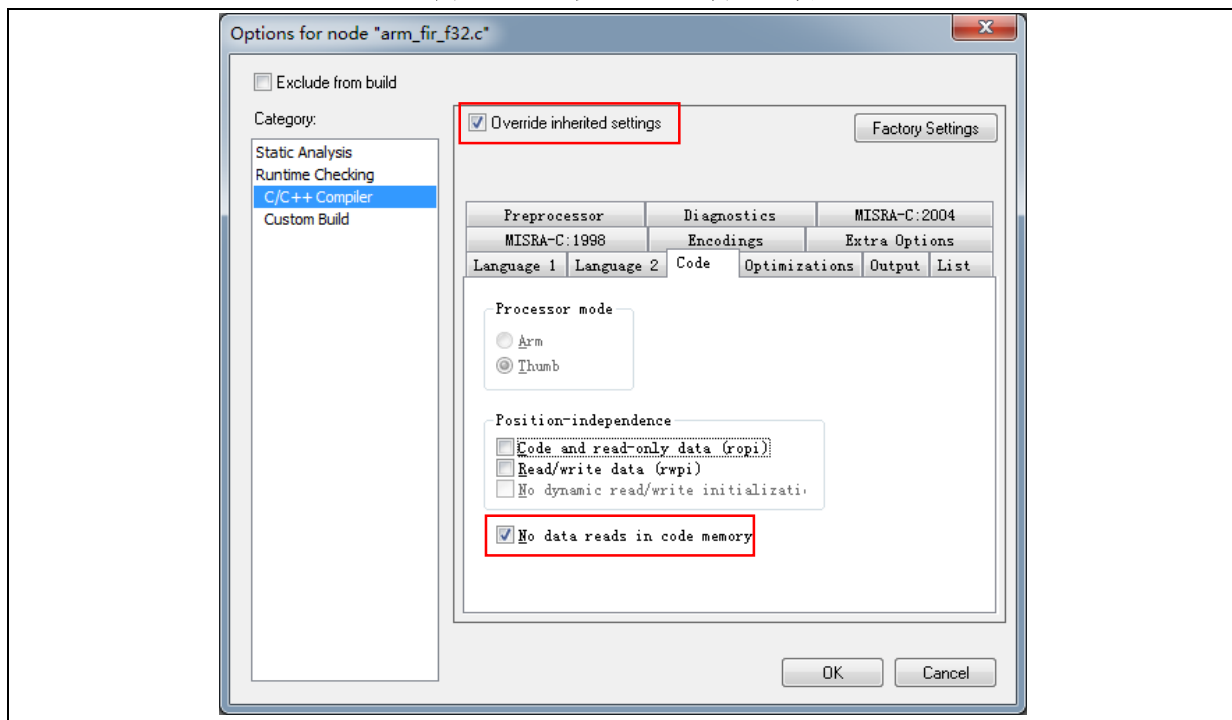 Options for node "arm_fir_f32.c"
Exclude from build
Category:
Static Analysis
Runtime Checking
C/C++ Compiler
Custom Build
Override inherited settings
Factory Settings
Preprocessor Diagnostics MISRA-C:2004
MISRA-C:1998 Encodings Extra Options
Language 1 Language 2 Code Optimizations Output List
Processor mode
Arm
Thumb
Position-independence
Code and read-only data (ropi)
Read/write data (rwpi)
No dynamic read/write
No data reads in code memory
OK Cancel